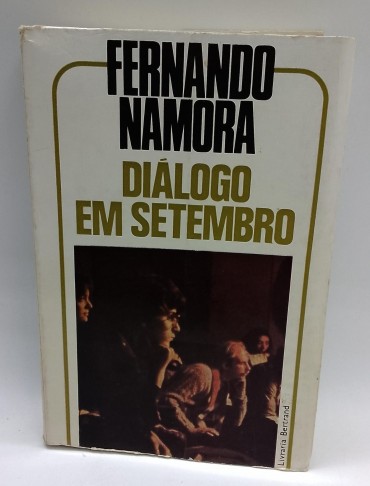 FERNANDO
NAMORA
DIÁLOGO
EM SETEMBRO
Livraria Bertrand